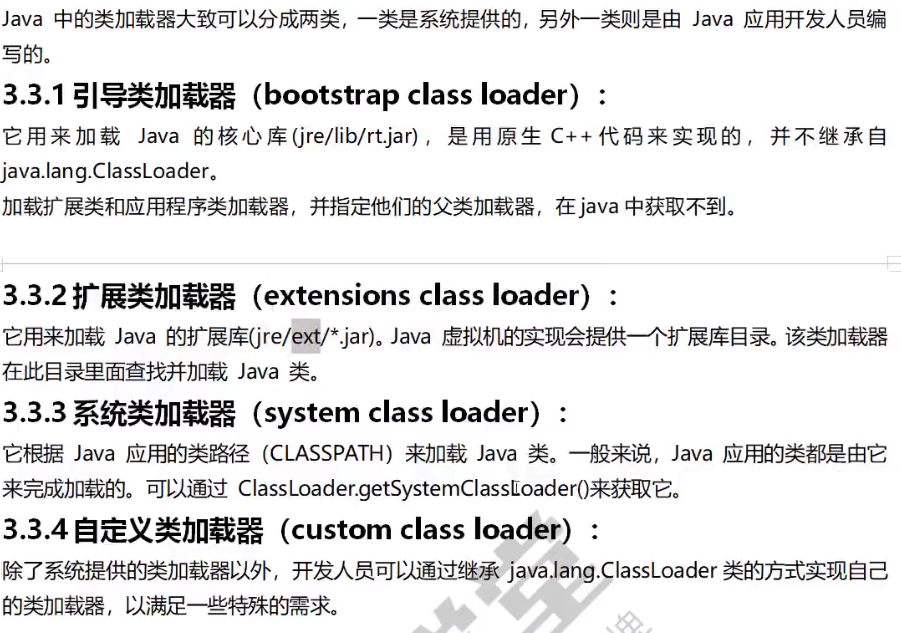 Java 中的类加载器大致可以分成两类，一类是系统提供的，另外一类则是由 Java 应用开发人员编
写的。
3.3.1 引导类加载器（bootstrap class loader）：
它用来加载 Java 的核心库(jre/lib/rt.jar)，是用原生 C++代码来实现的，并不继承自
java.lang.ClassLoader。
加载扩展类和应用程序类加载器，并指定他们的父类加载器，在 java 中获取不到。
3.3.2 扩展类加载器（extensions class loader）：
它用来加载 Java 的扩展库(jre/ext/*.jar)。Java 虚拟机的实现会提供一个扩展库目录。该类加载器
在此目录里面查找并加载 Java 类。
3.3.3 系统类加载器（system class loader）：
它根据 Java 应用的类路径（CLASSPATH）来加载 Java 类。一般来说，Java 应用的类都是由它
来完成加载的。可以通过 ClassLoader.getSystemClassLoader()来获取它。
3.3.4 自定义类加载器（custom class loader）：
除了系统提供的类加载器以外，开发人员可以通过继承 java.lang.ClassLoader 类的方式实现自己
的类加载器，以满足一些特殊的需求。